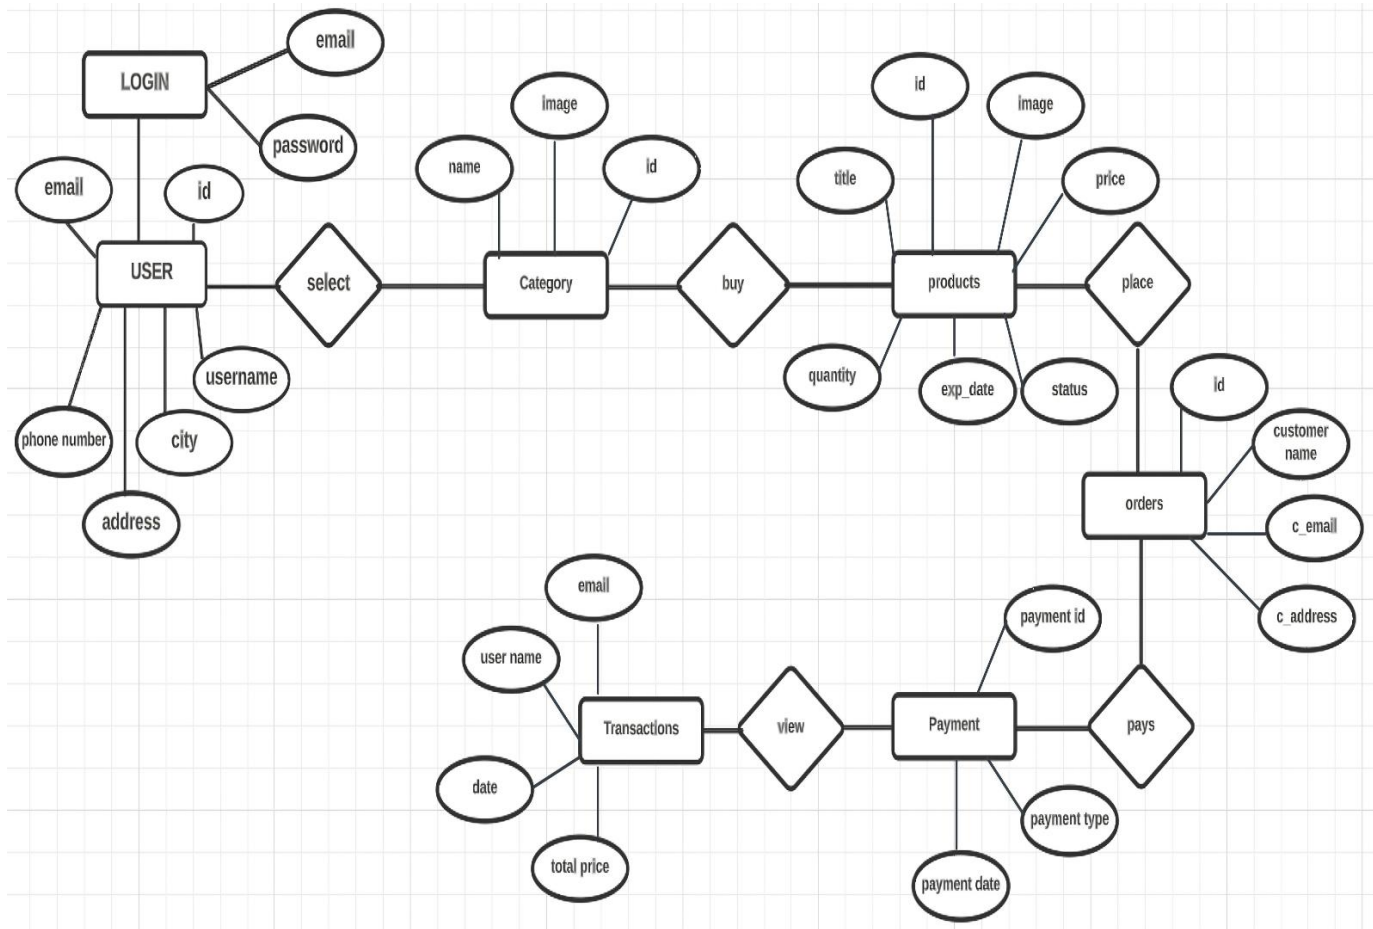 email
LOGIN
password
email
id
USER
select
username
phone number
city
address
name
image
id
Category
buy
id
image
title
price
products
place
quantity
exp_date
status
id
customer
name
orders
c_email
c_address
email
user name
Transactions
date
total price
view
payment id
Payment
pays
payment type
payment date